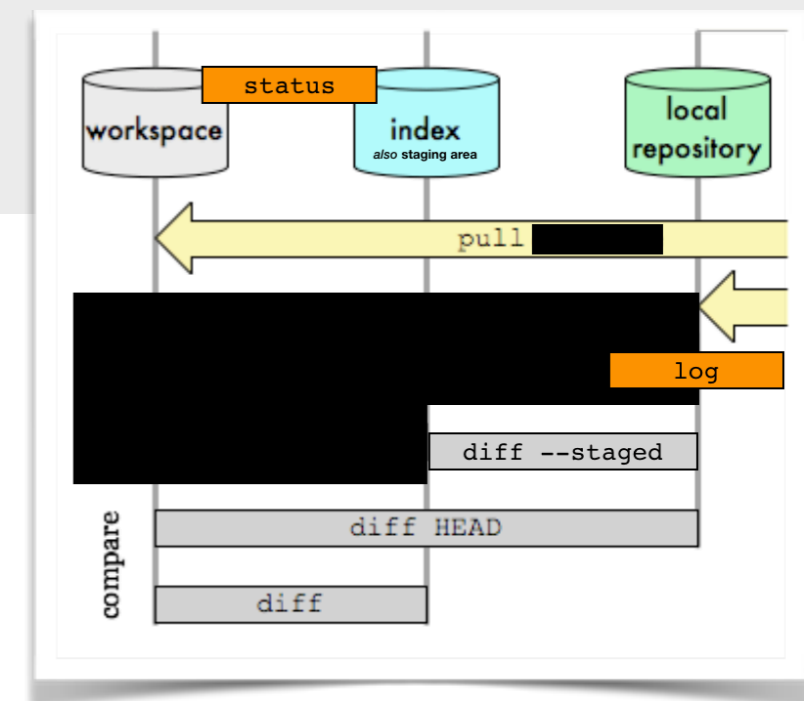 status
workspace
index
also staging area
local
repository
pull
log
diff --staged
diff HEAD
compare
diff